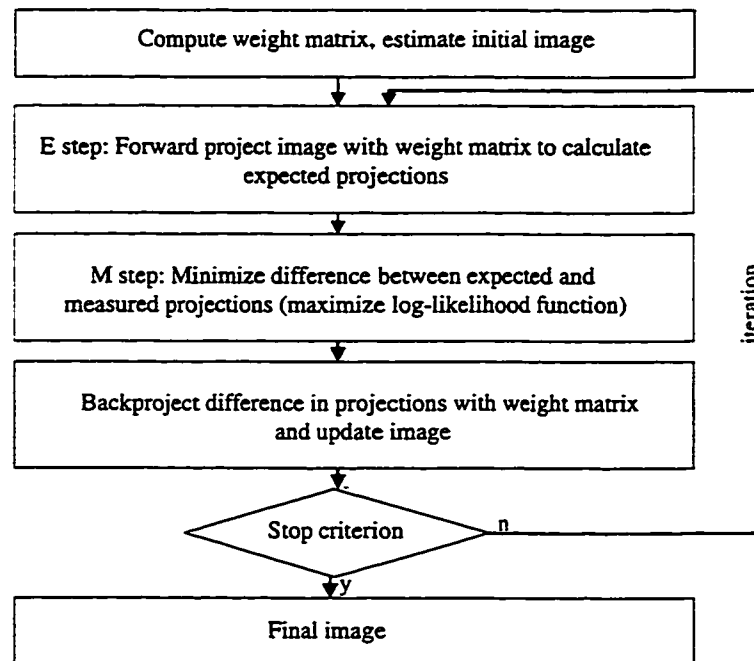 Compute weight matrix, estimate initial image
E step: Forward project image with weight matrix to calculate
expected projections
M step: Minimize difference between expected and
measured projections (maximize log-likelihood function)
iteration
Backproject difference in projections with weight matrix
and update image
Stop criterion
n
y
Final image